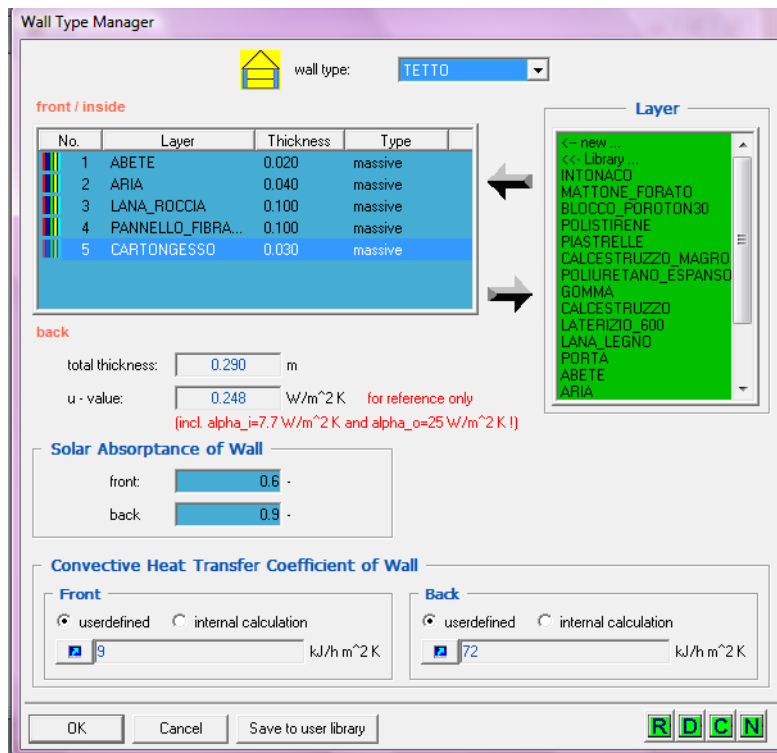 Wall Type Manager
wall type: TETTO
front / inside
No. Layer Thickness Type
1 ABETE 0.020 massive
2 ARIA 0.040 massive
3 LANA_ROCCIA 0.100 massive
4 PANNELLO_FIBRA... 0.100 massive
5 CARTONGESSO 0.030 massive
back
Layer
<-- new ...
<<- Library ...
INTONACO
MATTONE_FORATO
BLOCCO_POROTON30
POLISTIRENE
PIASTRELLE
CALCESTRUZZO_MAGRO
POLIURETANO_ESPANSO
GOMMA
CALCESTRUZZO
LATERIZIO_600
LANA_LEGNO
PORTA
ABETE
ARIA
total thickness: 0.290 m
u - value: 0.248 W/m^2 K for reference only
(incl. alpha_i=7.7 W/m^2 K and alpha_o=25 W/m^2 K !)
Solar Absorptance of Wall
front: 0.6 -
back 0.9 -
Convective Heat Transfer Coefficient of Wall
Front
userdefined internal calculation
9 kJ/h m^2 K
Back
userdefined internal calculation
72 kJ/h m^2 K
OK Cancel Save to user library R D C N